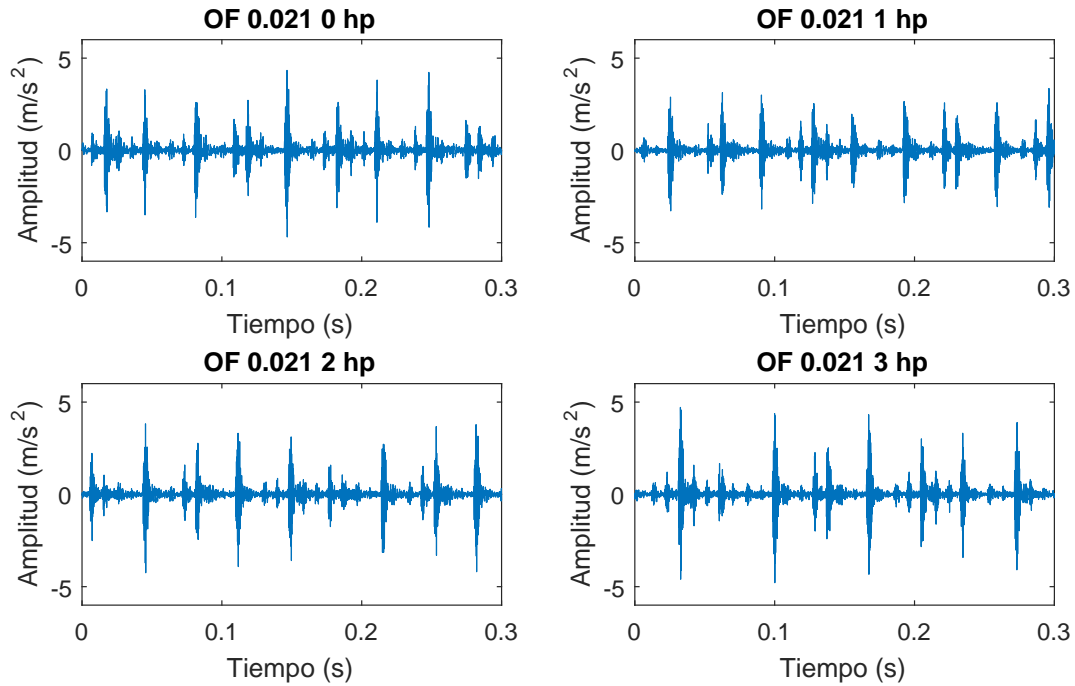 OF 0.021 0 hp
5
0
-5
Amplitud (m/s²)
0
0.1
0.2
0.3
Tiempo (s)
OF 0.021 1 hp
5
0
-5
Amplitud (m/s²)
0
0.1
0.2
0.3
Tiempo (s)
OF 0.021 2 hp
5
0
-5
Amplitud (m/s²)
0
0.1
0.2
0.3
Tiempo (s)
OF 0.021 3 hp
5
0
-5
Amplitud (m/s²)
0
0.1
0.2
0.3
Tiempo (s)